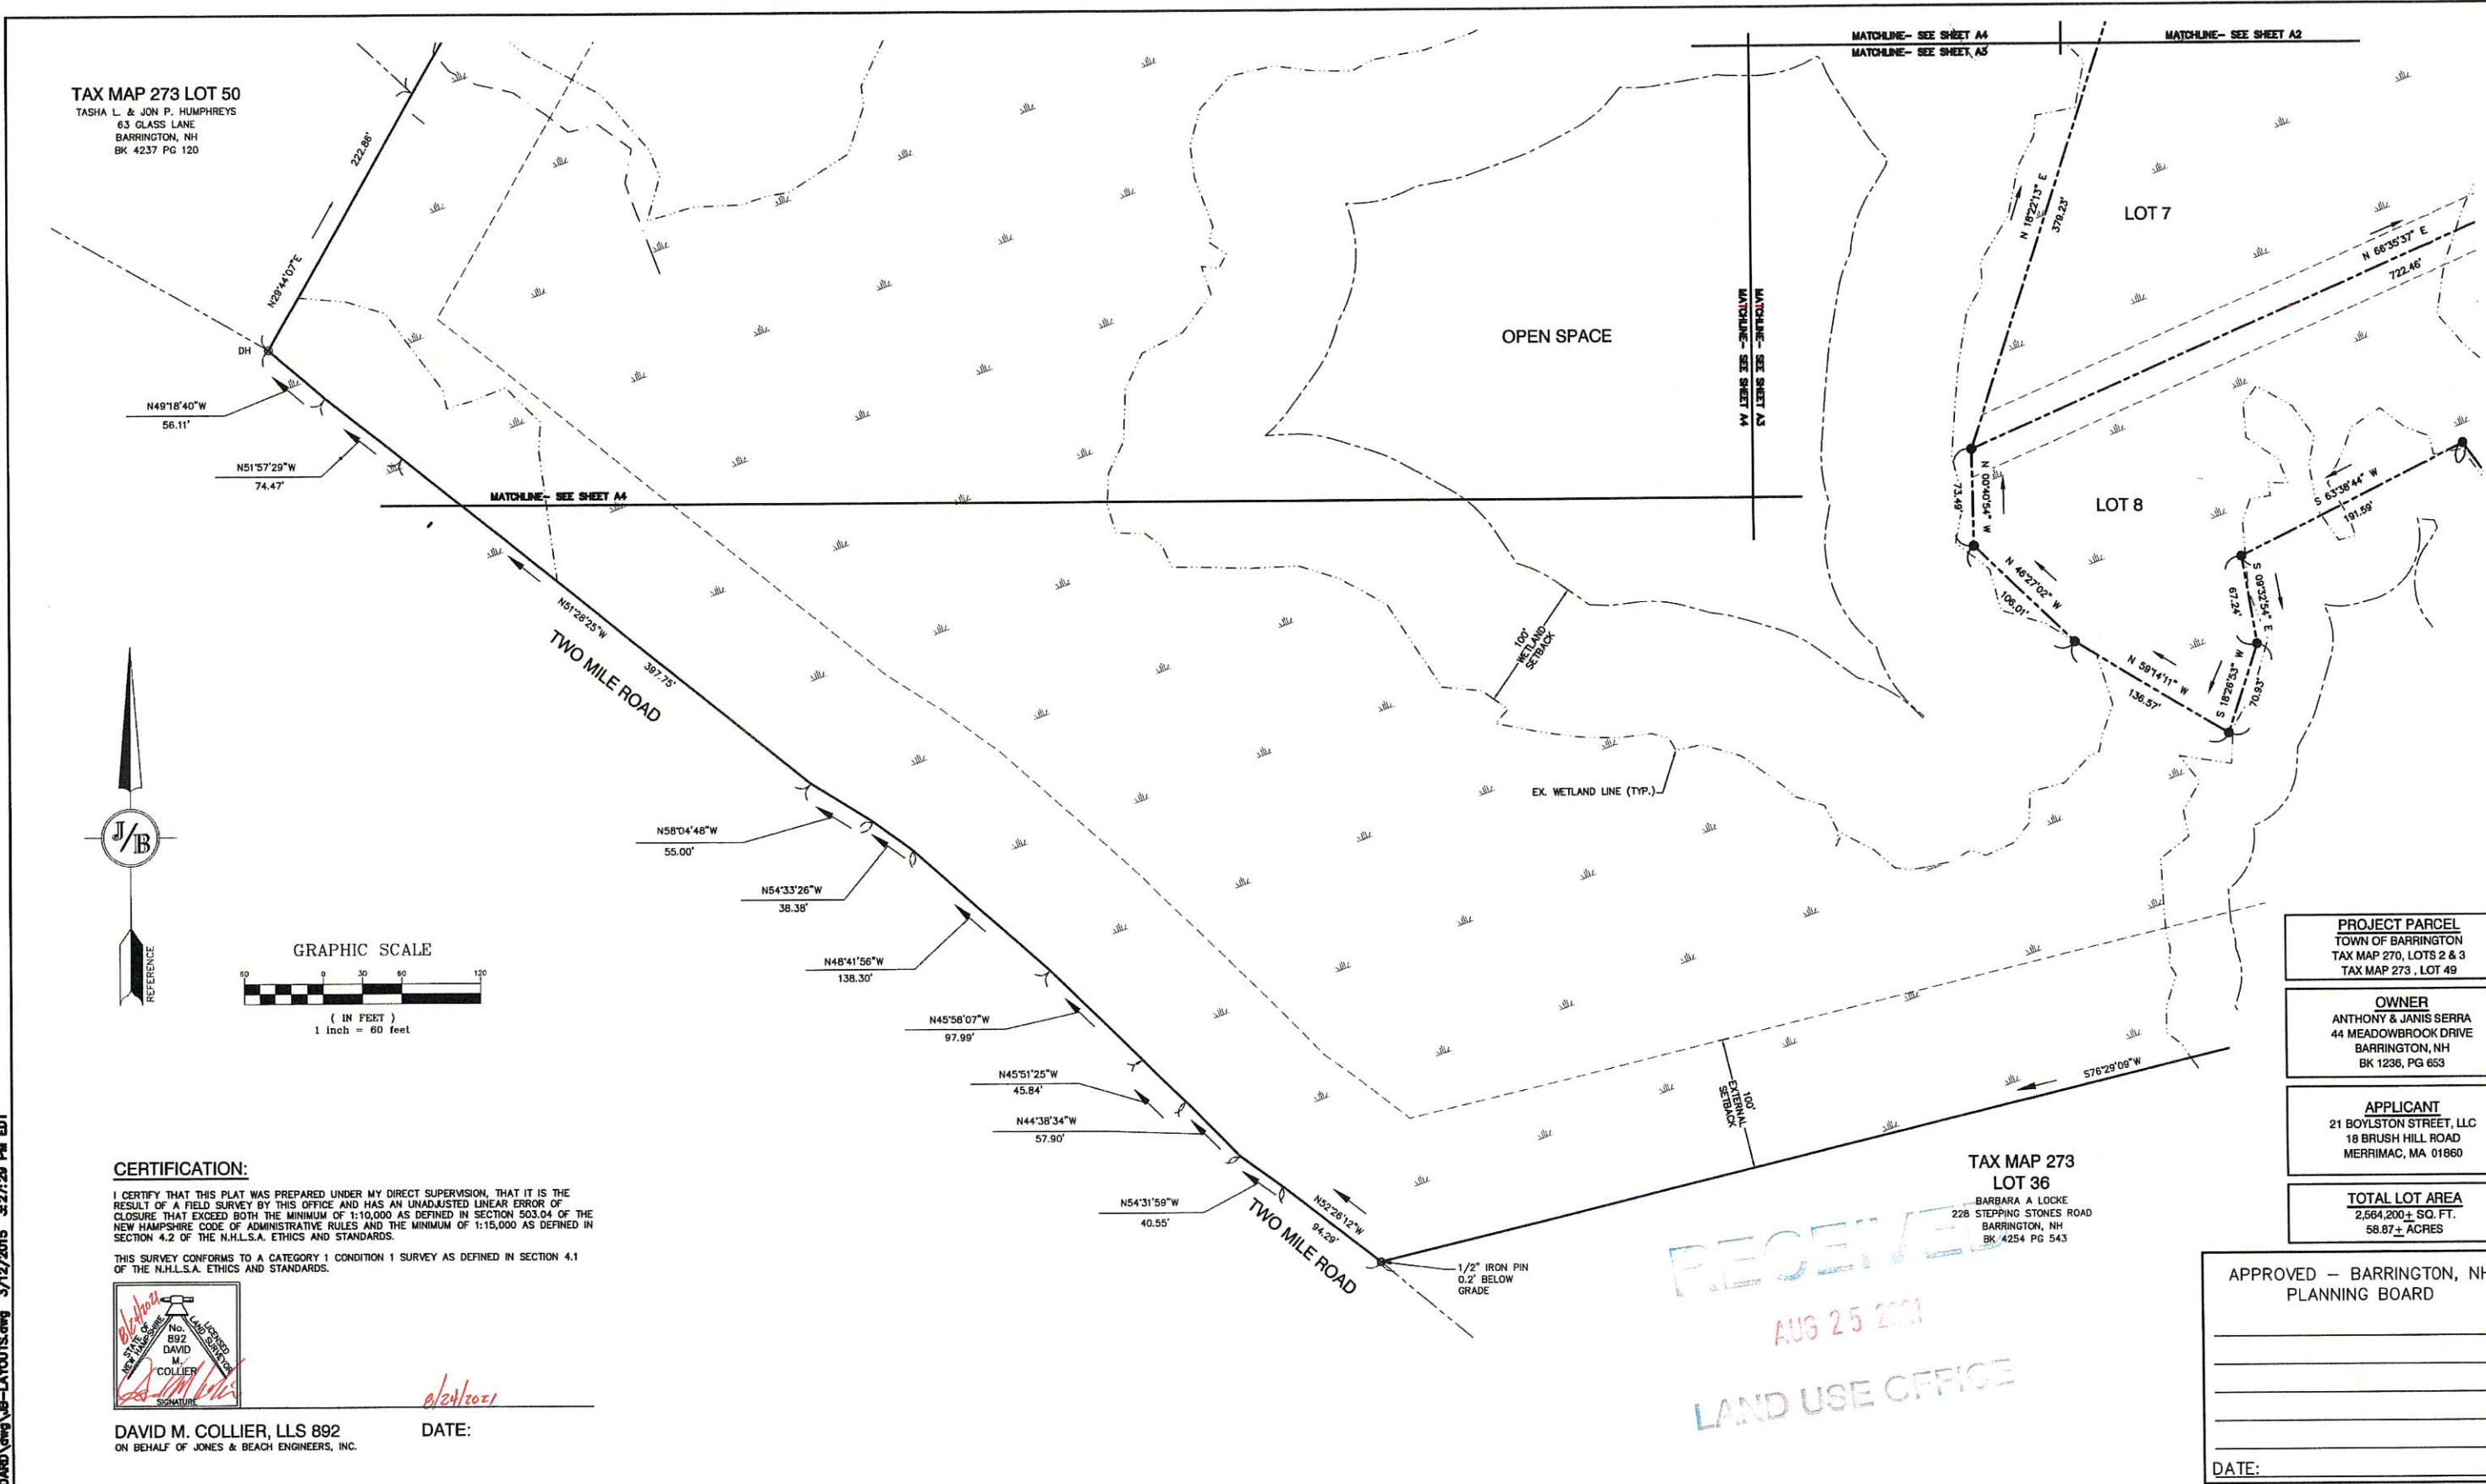 MATCHLINE- SEE SHEET A4
MATCHLINE- SEE SHEET A3
MATCHLINE- SEE SHEET A2
TAX MAP 273 LOT 50
TASHA L. & JON P. HUMPHREYS
63 GLASS LANE
BARRINGTON, NH
BK 4237 PG 120
222.86'
N29°44'07"E
DH
N49°18'40"W
56.11'
N51°57'29"W
74.47'
MATCHLINE- SEE SHEET A4
OPEN SPACE
MATCHLINE- SEE SHEET A3
MATCHLINE- SEE SHEET A4
N 18°22'13" E
379.23'
LOT 7
N 66°35'37" E
722.46'
N 00°40'54" W
73.49'
LOT 8
S 63°38'44" W
191.59'
N 46°27'02" W
106.01'
S 09°32'54" E
67.24'
N 59°14'11" W
136.57'
S 18°26'53" W
70.93'
N51°28'25"W
397.75'
TWO MILE ROAD
100'
WETLAND
SETBACK
EX. WETLAND LINE (TYP.)
J/B
REFERENCE
N58°04'48"W
55.00'
N54°33'26"W
38.38'
N48°41'56"W
138.30'
N45°58'07"W
97.99'
N45°51'25"W
45.84'
N44°38'34"W
57.90'
N54°31'59"W
40.55'
N52°26'12"W
94.29'
TWO MILE ROAD
GRAPHIC SCALE
60 0 30 60 120
( IN FEET )
1 inch = 60 feet
1/2" IRON PIN
0.2' BELOW
GRADE
100'
EXTERNAL
SETBACK
S76°29'09"W
TAX MAP 273
LOT 36
BARBARA A LOCKE
228 STEPPING STONES ROAD
BARRINGTON, NH
BK 4254 PG 543
RECEIVED
AUG 25 2021
LAND USE OFFICE
PROJECT PARCEL
TOWN OF BARRINGTON
TAX MAP 270, LOTS 2 & 3
TAX MAP 273 , LOT 49
OWNER
ANTHONY & JANIS SERRA
44 MEADOWBROOK DRIVE
BARRINGTON, NH
BK 1236, PG 653
APPLICANT
21 BOYLSTON STREET, LLC
18 BRUSH HILL ROAD
MERRIMAC, MA 01860
TOTAL LOT AREA
2,564,200± SQ. FT.
58.87± ACRES
APPROVED – BARRINGTON, NH
PLANNING BOARD
DATE:
CERTIFICATION:
I CERTIFY THAT THIS PLAT WAS PREPARED UNDER MY DIRECT SUPERVISION, THAT IT IS THE
RESULT OF A FIELD SURVEY BY THIS OFFICE AND HAS AN UNADJUSTED LINEAR ERROR OF
CLOSURE THAT EXCEED BOTH THE MINIMUM OF 1:10,000 AS DEFINED IN SECTION 503.04 OF THE
NEW HAMPSHIRE CODE OF ADMINISTRATIVE RULES AND THE MINIMUM OF 1:15,000 AS DEFINED IN
SECTION 4.2 OF THE N.H.L.S.A. ETHICS AND STANDARDS.
THIS SURVEY CONFORMS TO A CATEGORY 1 CONDITION 1 SURVEY AS DEFINED IN SECTION 4.1
OF THE N.H.L.S.A. ETHICS AND STANDARDS.
8/24/2021
STATE OF
NEW HAMPSHIRE
LICENSED
LAND SURVEYOR
No.
892
DAVID
M.
COLLIER
SIGNATURE
8/24/2021
DAVID M. COLLIER, LLS 892
DATE:
ON BEHALF OF JONES & BEACH ENGINEERS, INC.
DARD\dwg\JB-LAYOUTS.dwg 3/12/2015 3:27:29 PM EDT